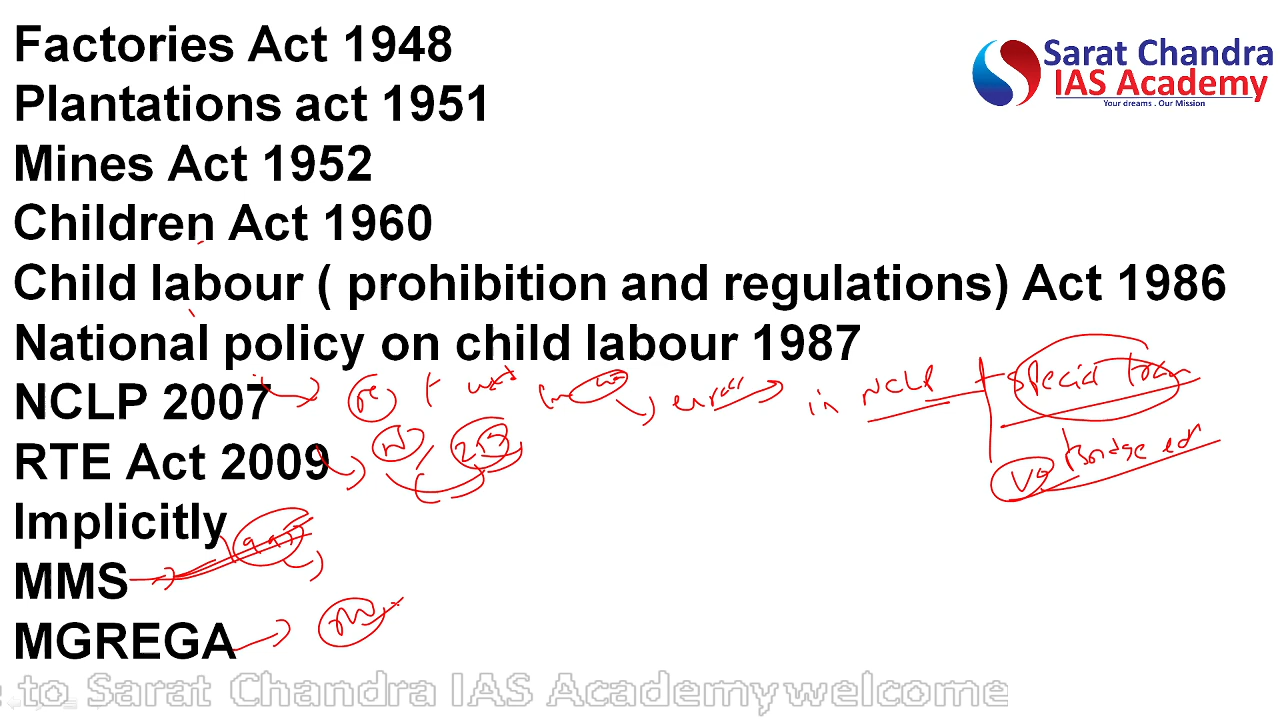 Factories Act 1948
Plantations act 1951
Mines Act 1952
Children Act 1960
Child labour ( prohibition and regulations) Act 1986
National policy on child labour 1987
NCLP 2007
in NCLP + special
RTE Act 2009
Bridge
Implicitly
MMS
MGREGA
Sarat Chandra
IAS Academy
Your dreams . Our Mission
e to Sarat Chandra IAS Academy welcome